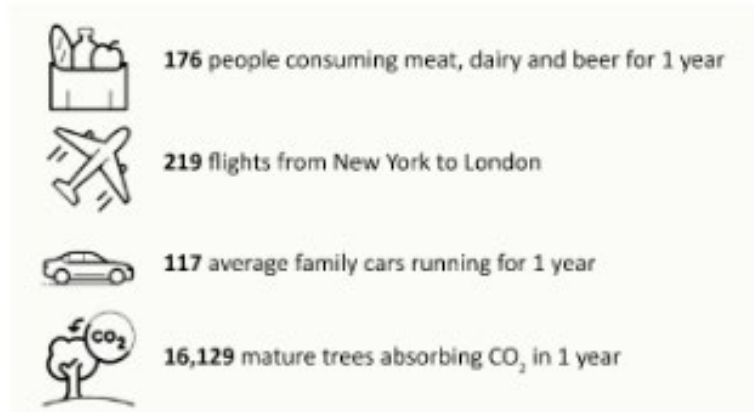 176 people consuming meat, dairy and beer for 1 year
219 flights from New York to London
117 average family cars running for 1 year
CO₂
16,129 mature trees absorbing CO₂ in 1 year